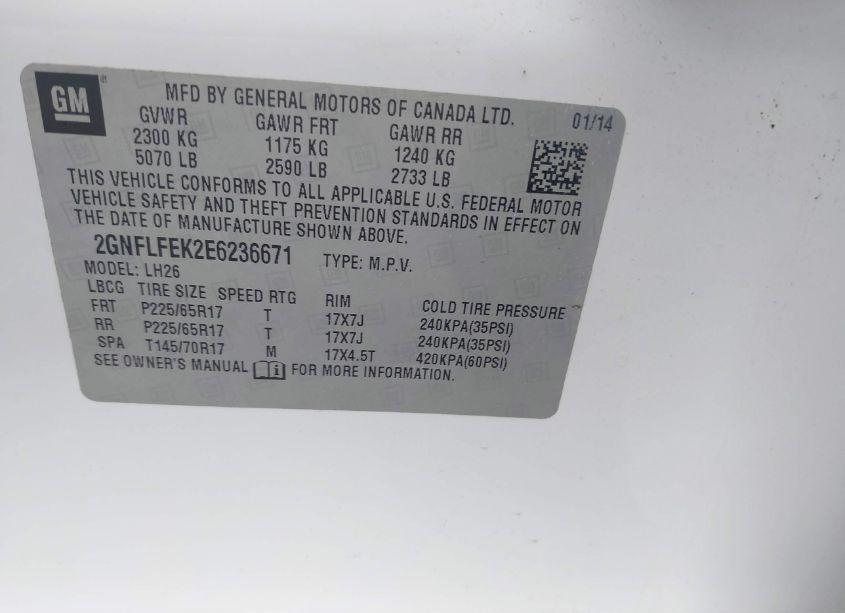 GM
MFD BY GENERAL MOTORS OF CANADA LTD. 01/14
GVWR GAWR FRT GAWR RR
2300 KG 1175 KG 1240 KG
5070 LB 2590 LB 2733 LB
THIS VEHICLE CONFORMS TO ALL APPLICABLE U.S. FEDERAL MOTOR
VEHICLE SAFETY AND THEFT PREVENTION STANDARDS IN EFFECT ON
THE DATE OF MANUFACTURE SHOWN ABOVE.
2GNFLFEK2E6236671 TYPE: M.P.V.
MODEL: LH26
LBCG TIRE SIZE SPEED RTG RIM COLD TIRE PRESSURE
FRT P225/65R17 T 17X7J 240KPA(35PSI)
RR P225/65R17 T 17X7J 240KPA(35PSI)
SPA T145/70R17 M 17X4.5T 420KPA(60PSI)
SEE OWNER'S MANUAL FOR MORE INFORMATION.